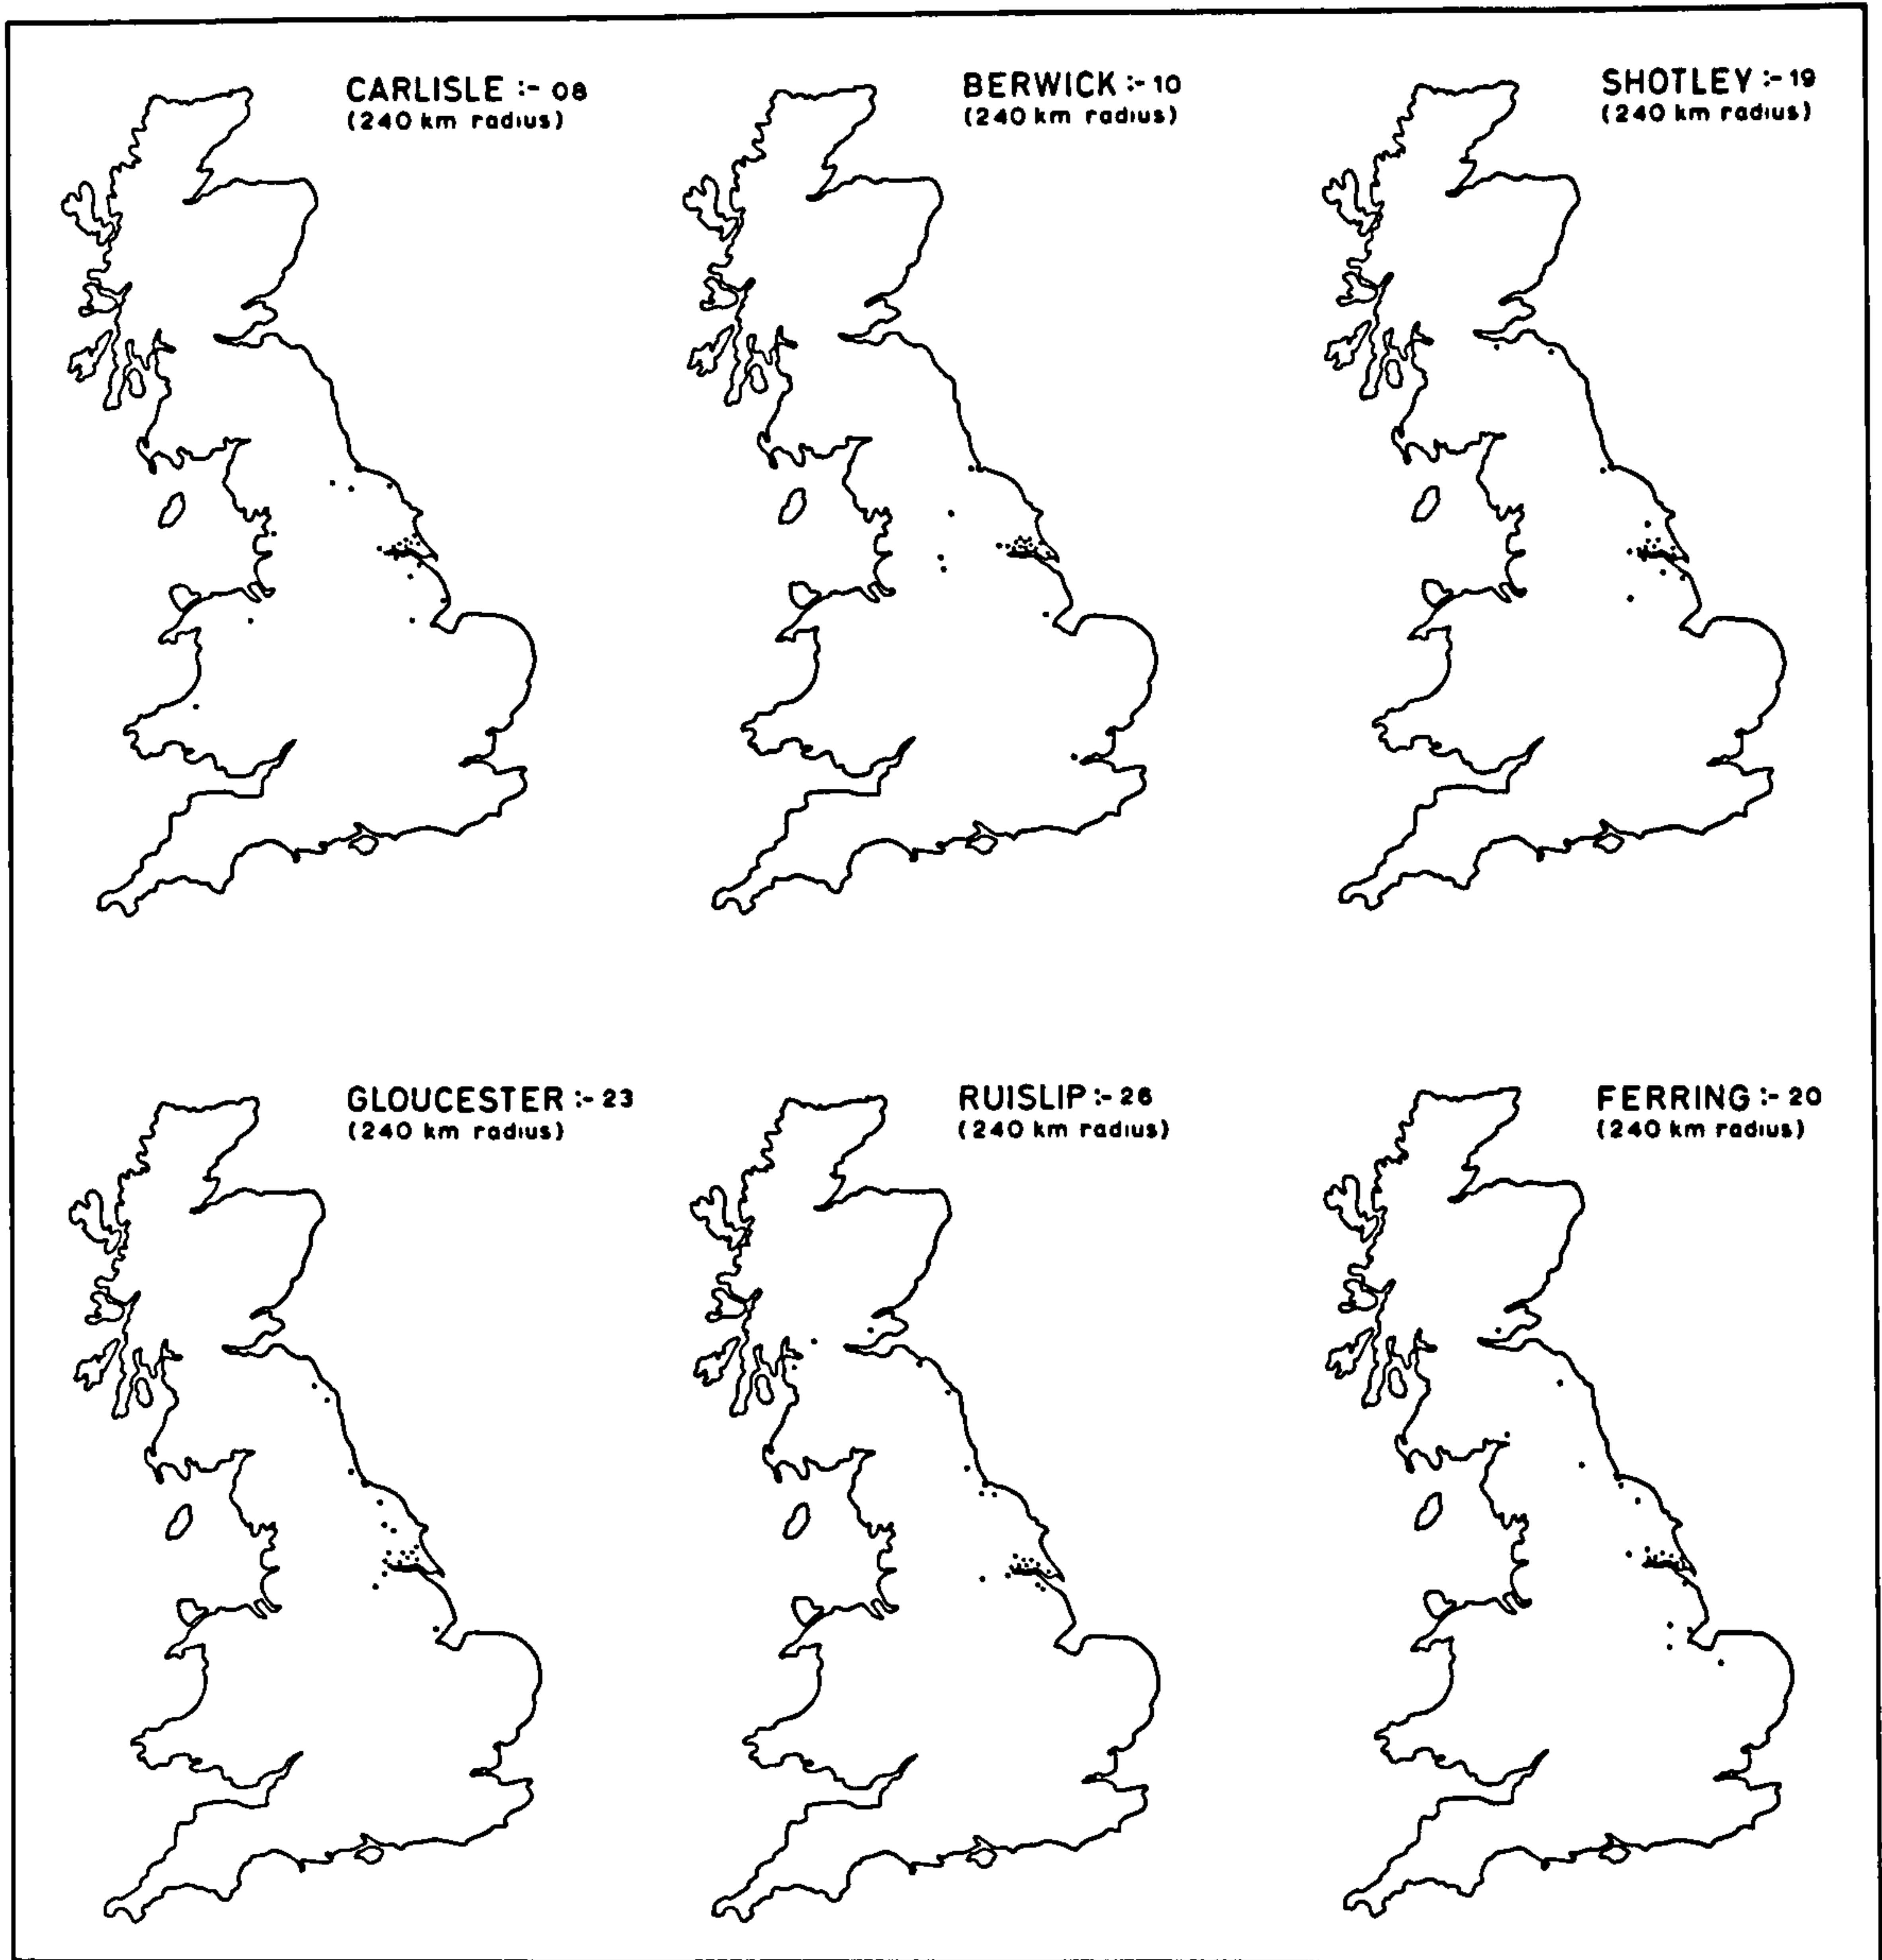 CARLISLE :- 08
(240 km radius)
BERWICK :- 10
(240 km radius)
SHOTLEY :- 19
(240 km radius)
GLOUCESTER :- 23
(240 km radius)
RUISLIP :- 26
(240 km radius)
FERRING :- 20
(240 km radius)